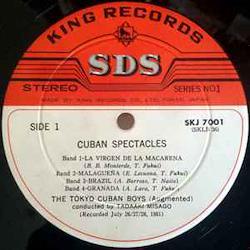 KING RECORDS
SDS
STEREO
SERIES NO.1
MADE BY KING RECORD CO., LTD. TOKYO JAPAN
SIDE 1
SKJ 7001
CUBAN SPECTACLES
Band 1-LA VIRGEN DE LA MACARENA
(B. B. Monterde, T. Fukui)
Band 2-MALAGUEÑA (E. Lecuona, T. Fukui)
Band 3-BRAZIL (A. Barroso, T. Naito)
Band 4-GRANADA (A. Lara, T. Fukui)
THE TOKYO CUBAN BOYS (Augmented)
conducted by TADAAKI MISAGO
(Recorded July 26/27/28, 1961)